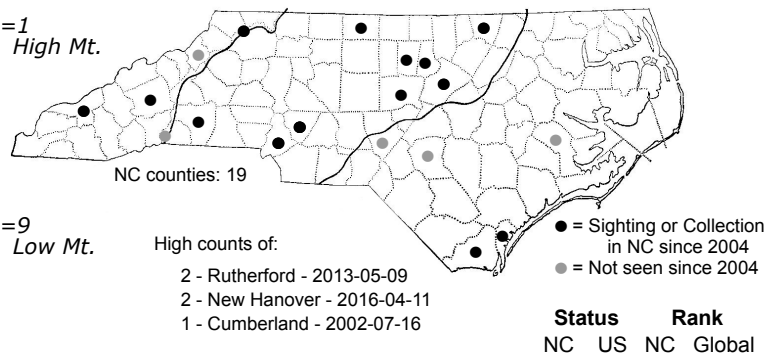 =1
High Mt.
NC counties: 19
=9
Low Mt.
High counts of:
2 - Rutherford - 2013-05-09
2 - New Hanover - 2016-04-11
1 - Cumberland - 2002-07-16
● = Sighting or Collection
in NC since 2004
● = Not seen since 2004
Status Rank
NC US NC Global